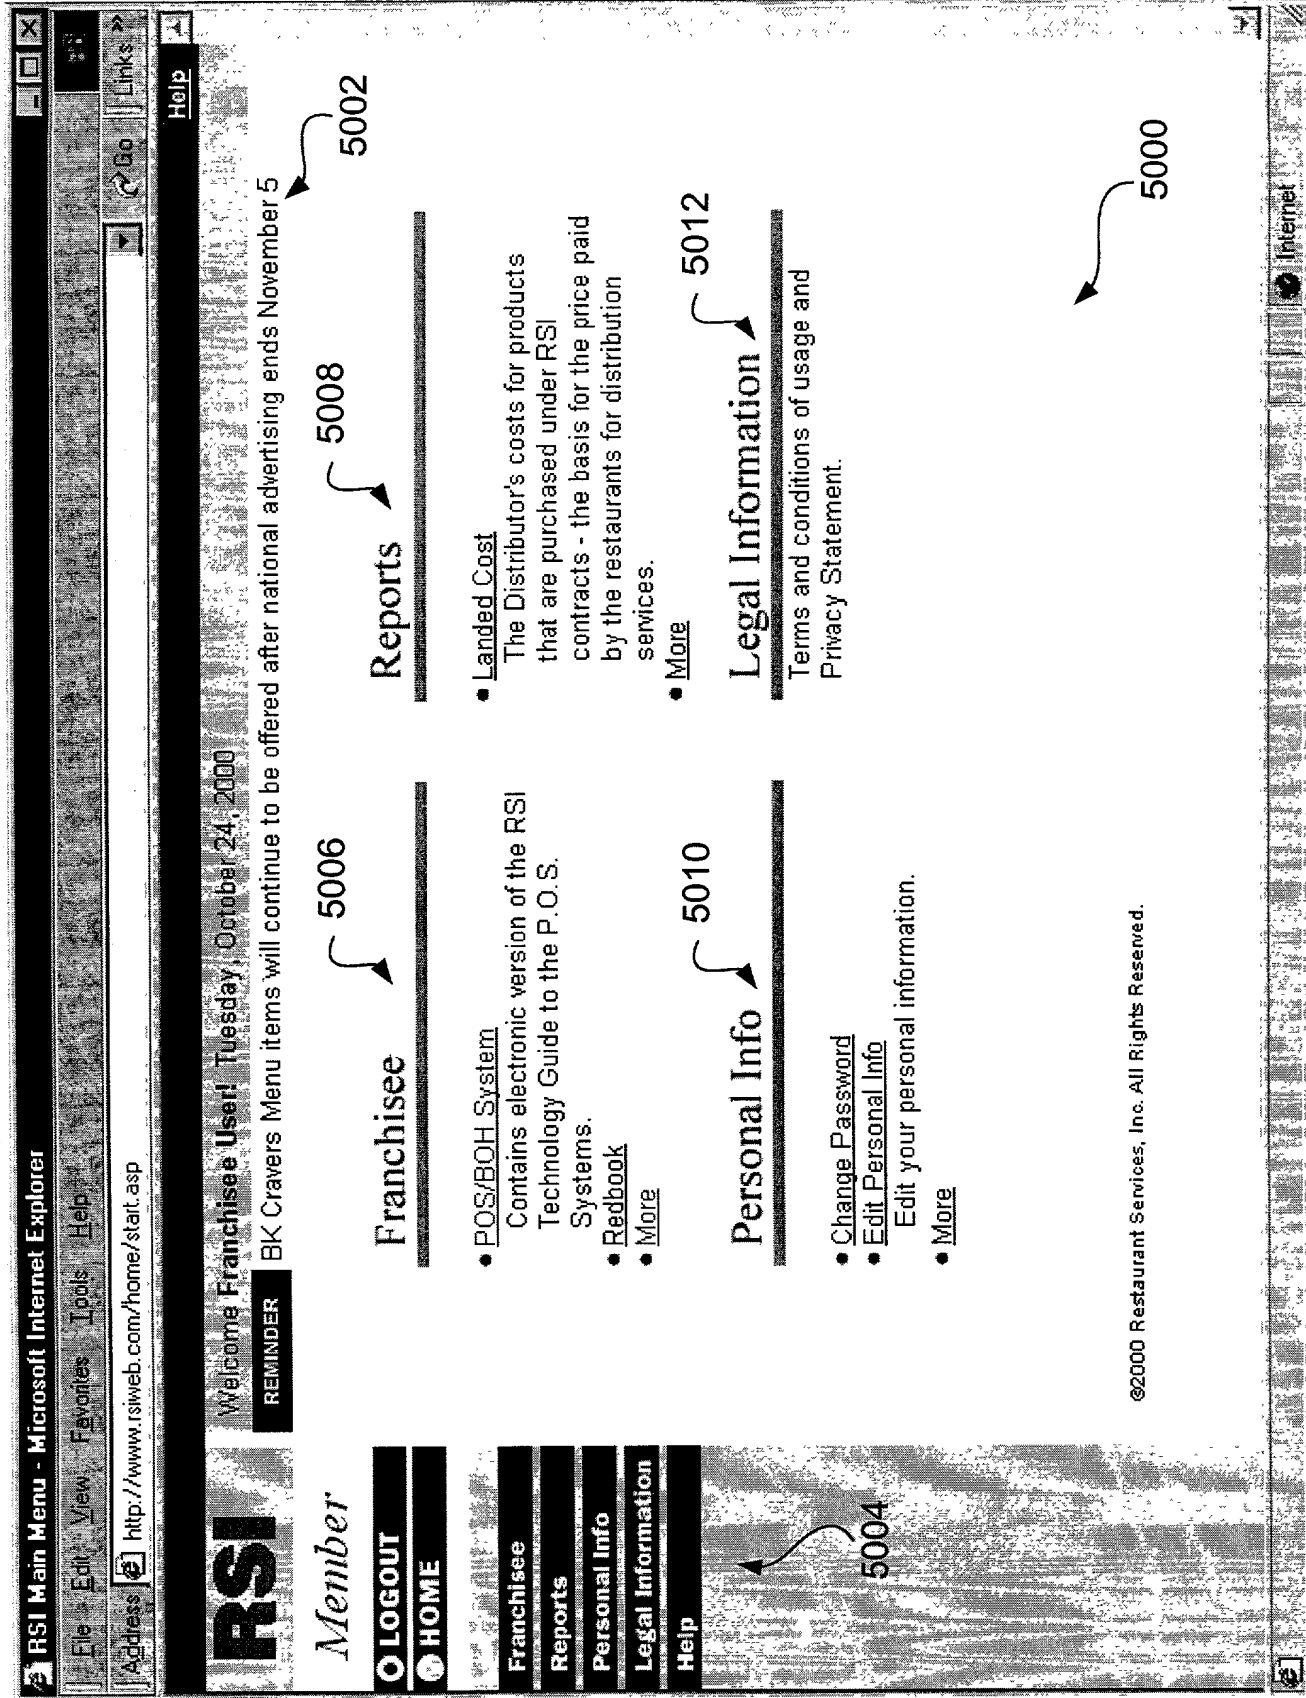 RSI Main Menu - Microsoft Internet Explorer
File Edit View Favorites Tools Help
Address http://www.rsiweb.com/home/start.asp Go Links »
Help
RSI
Welcome Franchisee User! Tuesday, October 24, 2000
REMINDER BK Cravers Menu items will continue to be offered after national advertising ends November 5
5002
Member
LOGOUT
HOME
Franchisee
Reports
Personal Info
Legal Information
Help
5004
5006
Franchisee
• POS/BOH System
Contains electronic version of the RSI
Technology Guide to the P.O.S.
Systems.
• Redbook
• More
5008
Reports
• Landed Cost
The Distributor's costs for products
that are purchased under RSI
contracts - the basis for the price paid
by the restaurants for distribution
services.
• More
5010
Personal Info
• Change Password
• Edit Personal Info
Edit your personal information.
• More
5012
Legal Information
Terms and conditions of usage and
Privacy Statement.
5000
©2000 Restaurant Services, Inc. All Rights Reserved.
Internet